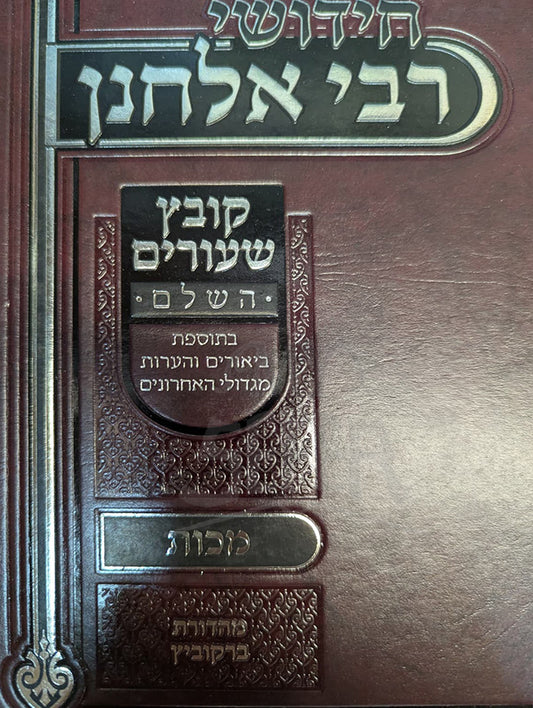 חידושי
רבי אלחנן
קובץ
שעורים
· השלם ·
בתוספת
ביאורים והערות
מגדולי האחרונים
מכות
מהדורת
ברקוביץ